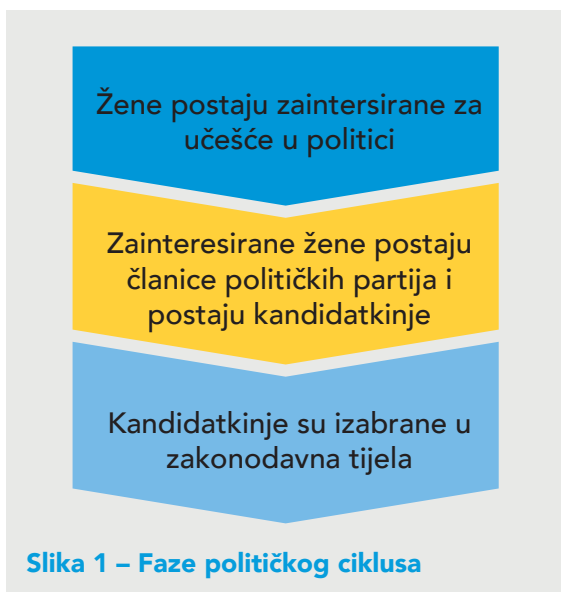 Žene postaju zaintersirane za
učešće u politici
Zainteresirane žene postaju
članice političkih partija i
postaju kandidatkinje
Kandidatkinje su izabrane u
zakonodavna tijela
Slika 1 – Faze političkog ciklusa